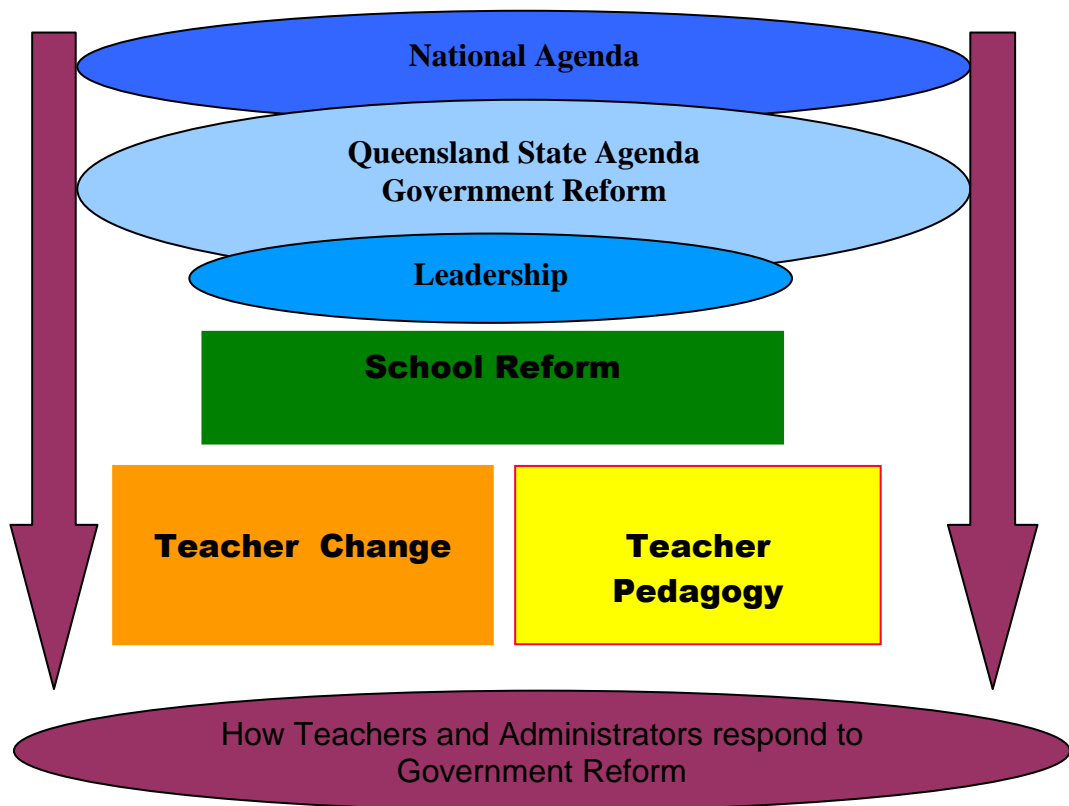 National Agenda
Queensland State Agenda
Government Reform
Leadership
School Reform
Teacher Change
Teacher
Pedagogy
How Teachers and Administrators respond to
Government Reform